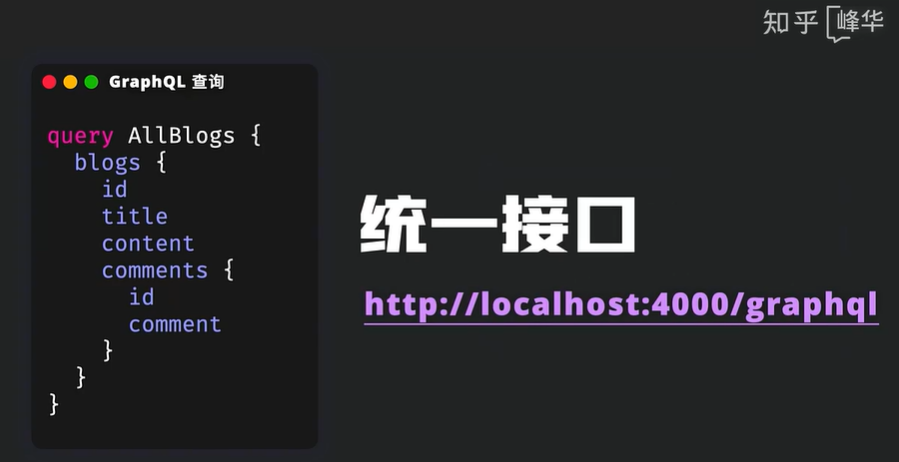 知乎 峰华
GraphQL 查询
query AllBlogs {
  blogs {
    id
    title
    content
    comments {
      id
      comment
    }
  }
}
统一接口
http://localhost:4000/graphql